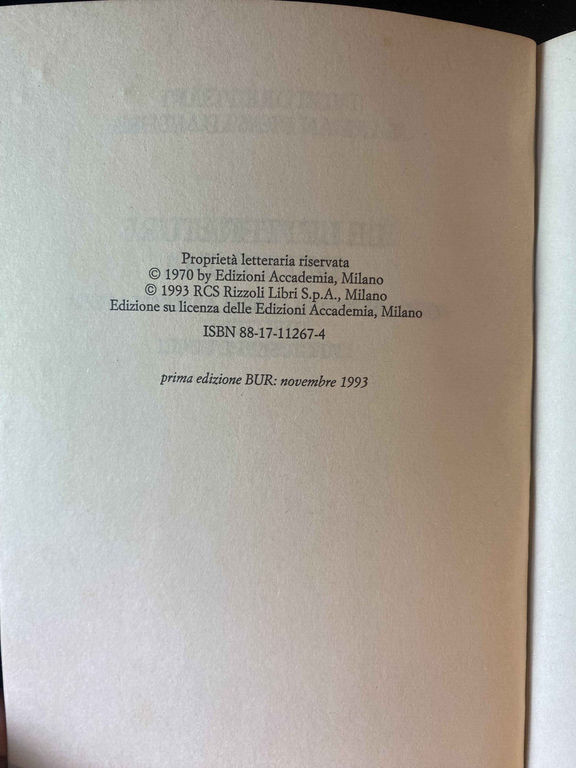 Proprietà letteraria riservata
© 1970 by Edizioni Accademia, Milano
© 1993 RCS Rizzoli Libri S.p.A., Milano
Edizione su licenza delle Edizioni Accademia, Milano
ISBN 88-17-11267-4
prima edizione BUR: novembre 1993